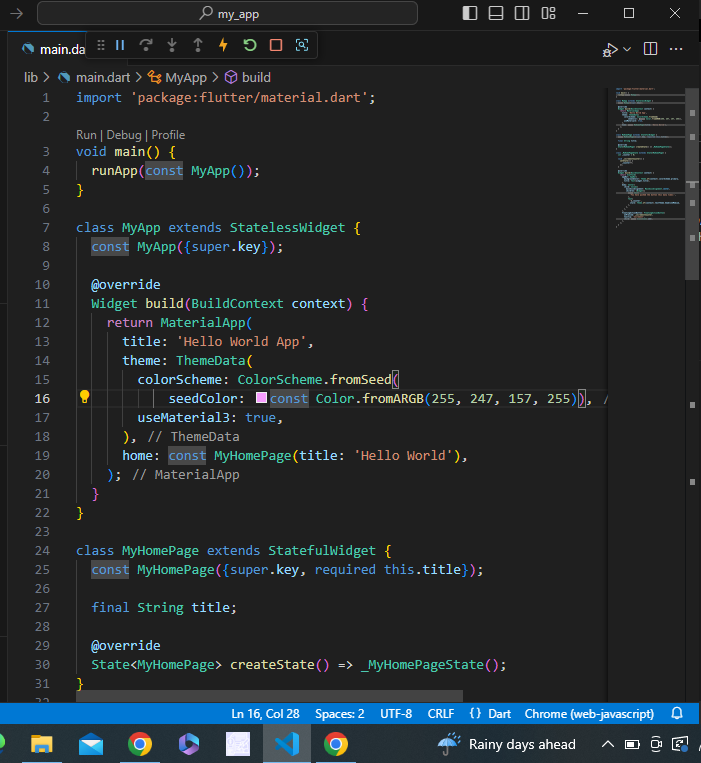 my_app
main.da
lib > main.dart > MyApp > build
1 import 'package:flutter/material.dart';
2
Run | Debug | Profile
3 void main() {
4 runApp(const MyApp());
5 }
6
7 class MyApp extends StatelessWidget {
8 const MyApp({super.key});
9
10 @override
11 Widget build(BuildContext context) {
12 return MaterialApp(
13 title: 'Hello World App',
14 theme: ThemeData(
15 colorScheme: ColorScheme.fromSeed(
16 seedColor: const Color.fromARGB(255, 247, 157, 255)), /
17 useMaterial3: true,
18 ), // ThemeData
19 home: const MyHomePage(title: 'Hello World'),
20 ); // MaterialApp
21 }
22 }
23
24 class MyHomePage extends StatefulWidget {
25 const MyHomePage({super.key, required this.title});
26
27 final String title;
28
29 @override
30 State<MyHomePage> createState() => _MyHomePageState();
31 }
Ln 16, Col 28 Spaces: 2 UTF-8 CRLF {} Dart Chrome (web-javascript)
Rainy days ahead